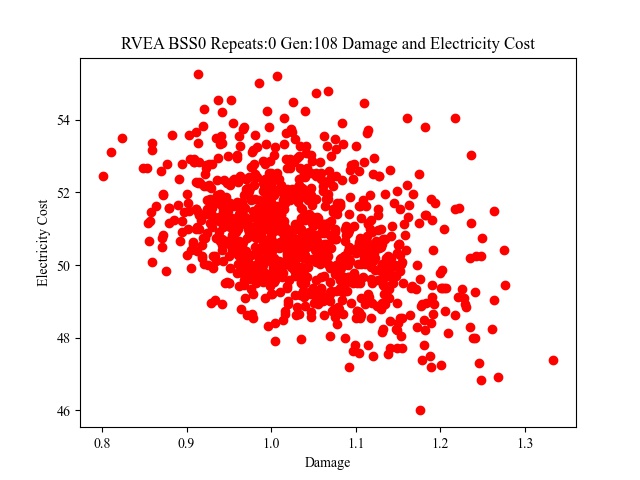 RVEA BSS0 Repeats:0 Gen:108 Damage and Electricity Cost
54
52
50
48
46
Electricity Cost
0.8 0.9 1.0 1.1 1.2 1.3
Damage